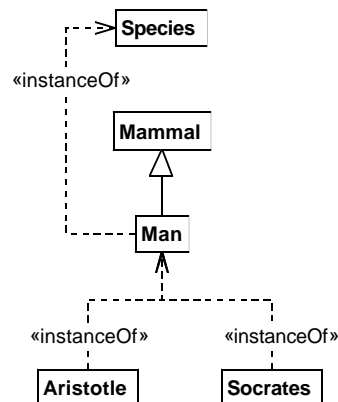 Species
«instanceOf»
Mammal
Man
«instanceOf» «instanceOf»
Aristotle Socrates